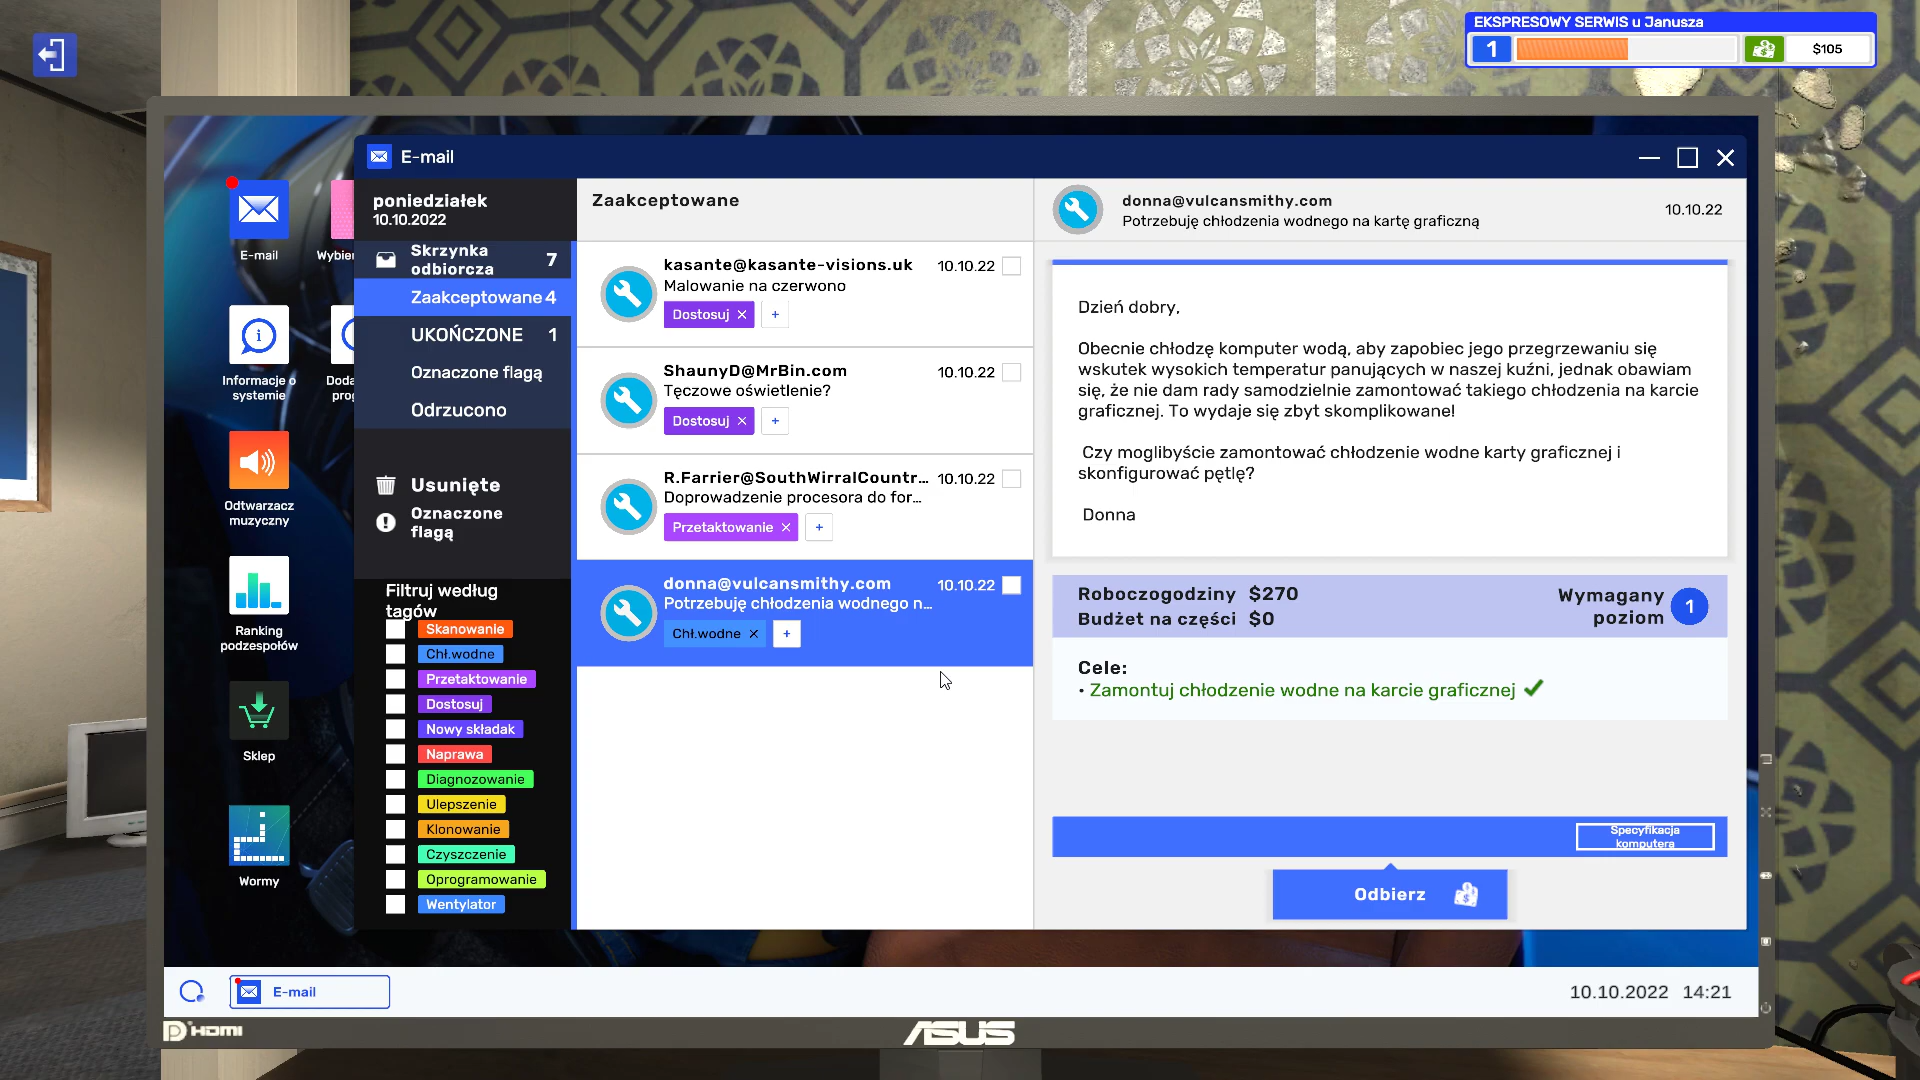 EKSPRESOWY SERWIS u Janusza
1
$105
E-mail
E-mail
Wybier
Informacje o
systemie
Doda
prog
Odtwarzacz
muzyczny
Ranking
podzespołów
Sklep
Wormy
poniedziałek
10.10.2022
Skrzynka
odbiorcza
7
Zaakceptowane 4
UKOŃCZONE 1
Oznaczone flagą
Odrzucono
Usunięte
Oznaczone
flagą
Filtruj według
tagów
Skanowanie
Chł.wodne
Przetaktowanie
Dostosuj
Nowy składak
Naprawa
Diagnozowanie
Ulepszenie
Klonowanie
Czyszczenie
Oprogramowanie
Wentylator
Zaakceptowane
kasante@kasante-visions.uk 10.10.22
Malowanie na czerwono
Dostosuj × +
ShaunyD@MrBin.com 10.10.22
Tęczowe oświetlenie?
Dostosuj × +
R.Farrier@SouthWirralCountr... 10.10.22
Doprowadzenie procesora do for...
Przetaktowanie × +
donna@vulcansmithy.com 10.10.22
Potrzebuję chłodzenia wodnego n...
Chł.wodne × +
donna@vulcansmithy.com
Potrzebuję chłodzenia wodnego na kartę graficzną
10.10.22
Dzień dobry,
Obecnie chłodzę komputer wodą, aby zapobiec jego przegrzewaniu się
wskutek wysokich temperatur panujących w naszej kuźni, jednak obawiam
się, że nie dam rady samodzielnie zamontować takiego chłodzenia na karcie
graficznej. To wydaje się zbyt skomplikowane!
Czy moglibyście zamontować chłodzenie wodne karty graficznej i
skonfigurować pętlę?
Donna
Roboczogodziny $270
Budżet na części $0
Wymagany
poziom
1
Cele:
• Zamontuj chłodzenie wodne na karcie graficznej
Specyfikacja
komputera
Odbierz
E-mail
10.10.2022 14:21
HDMI
ASUS